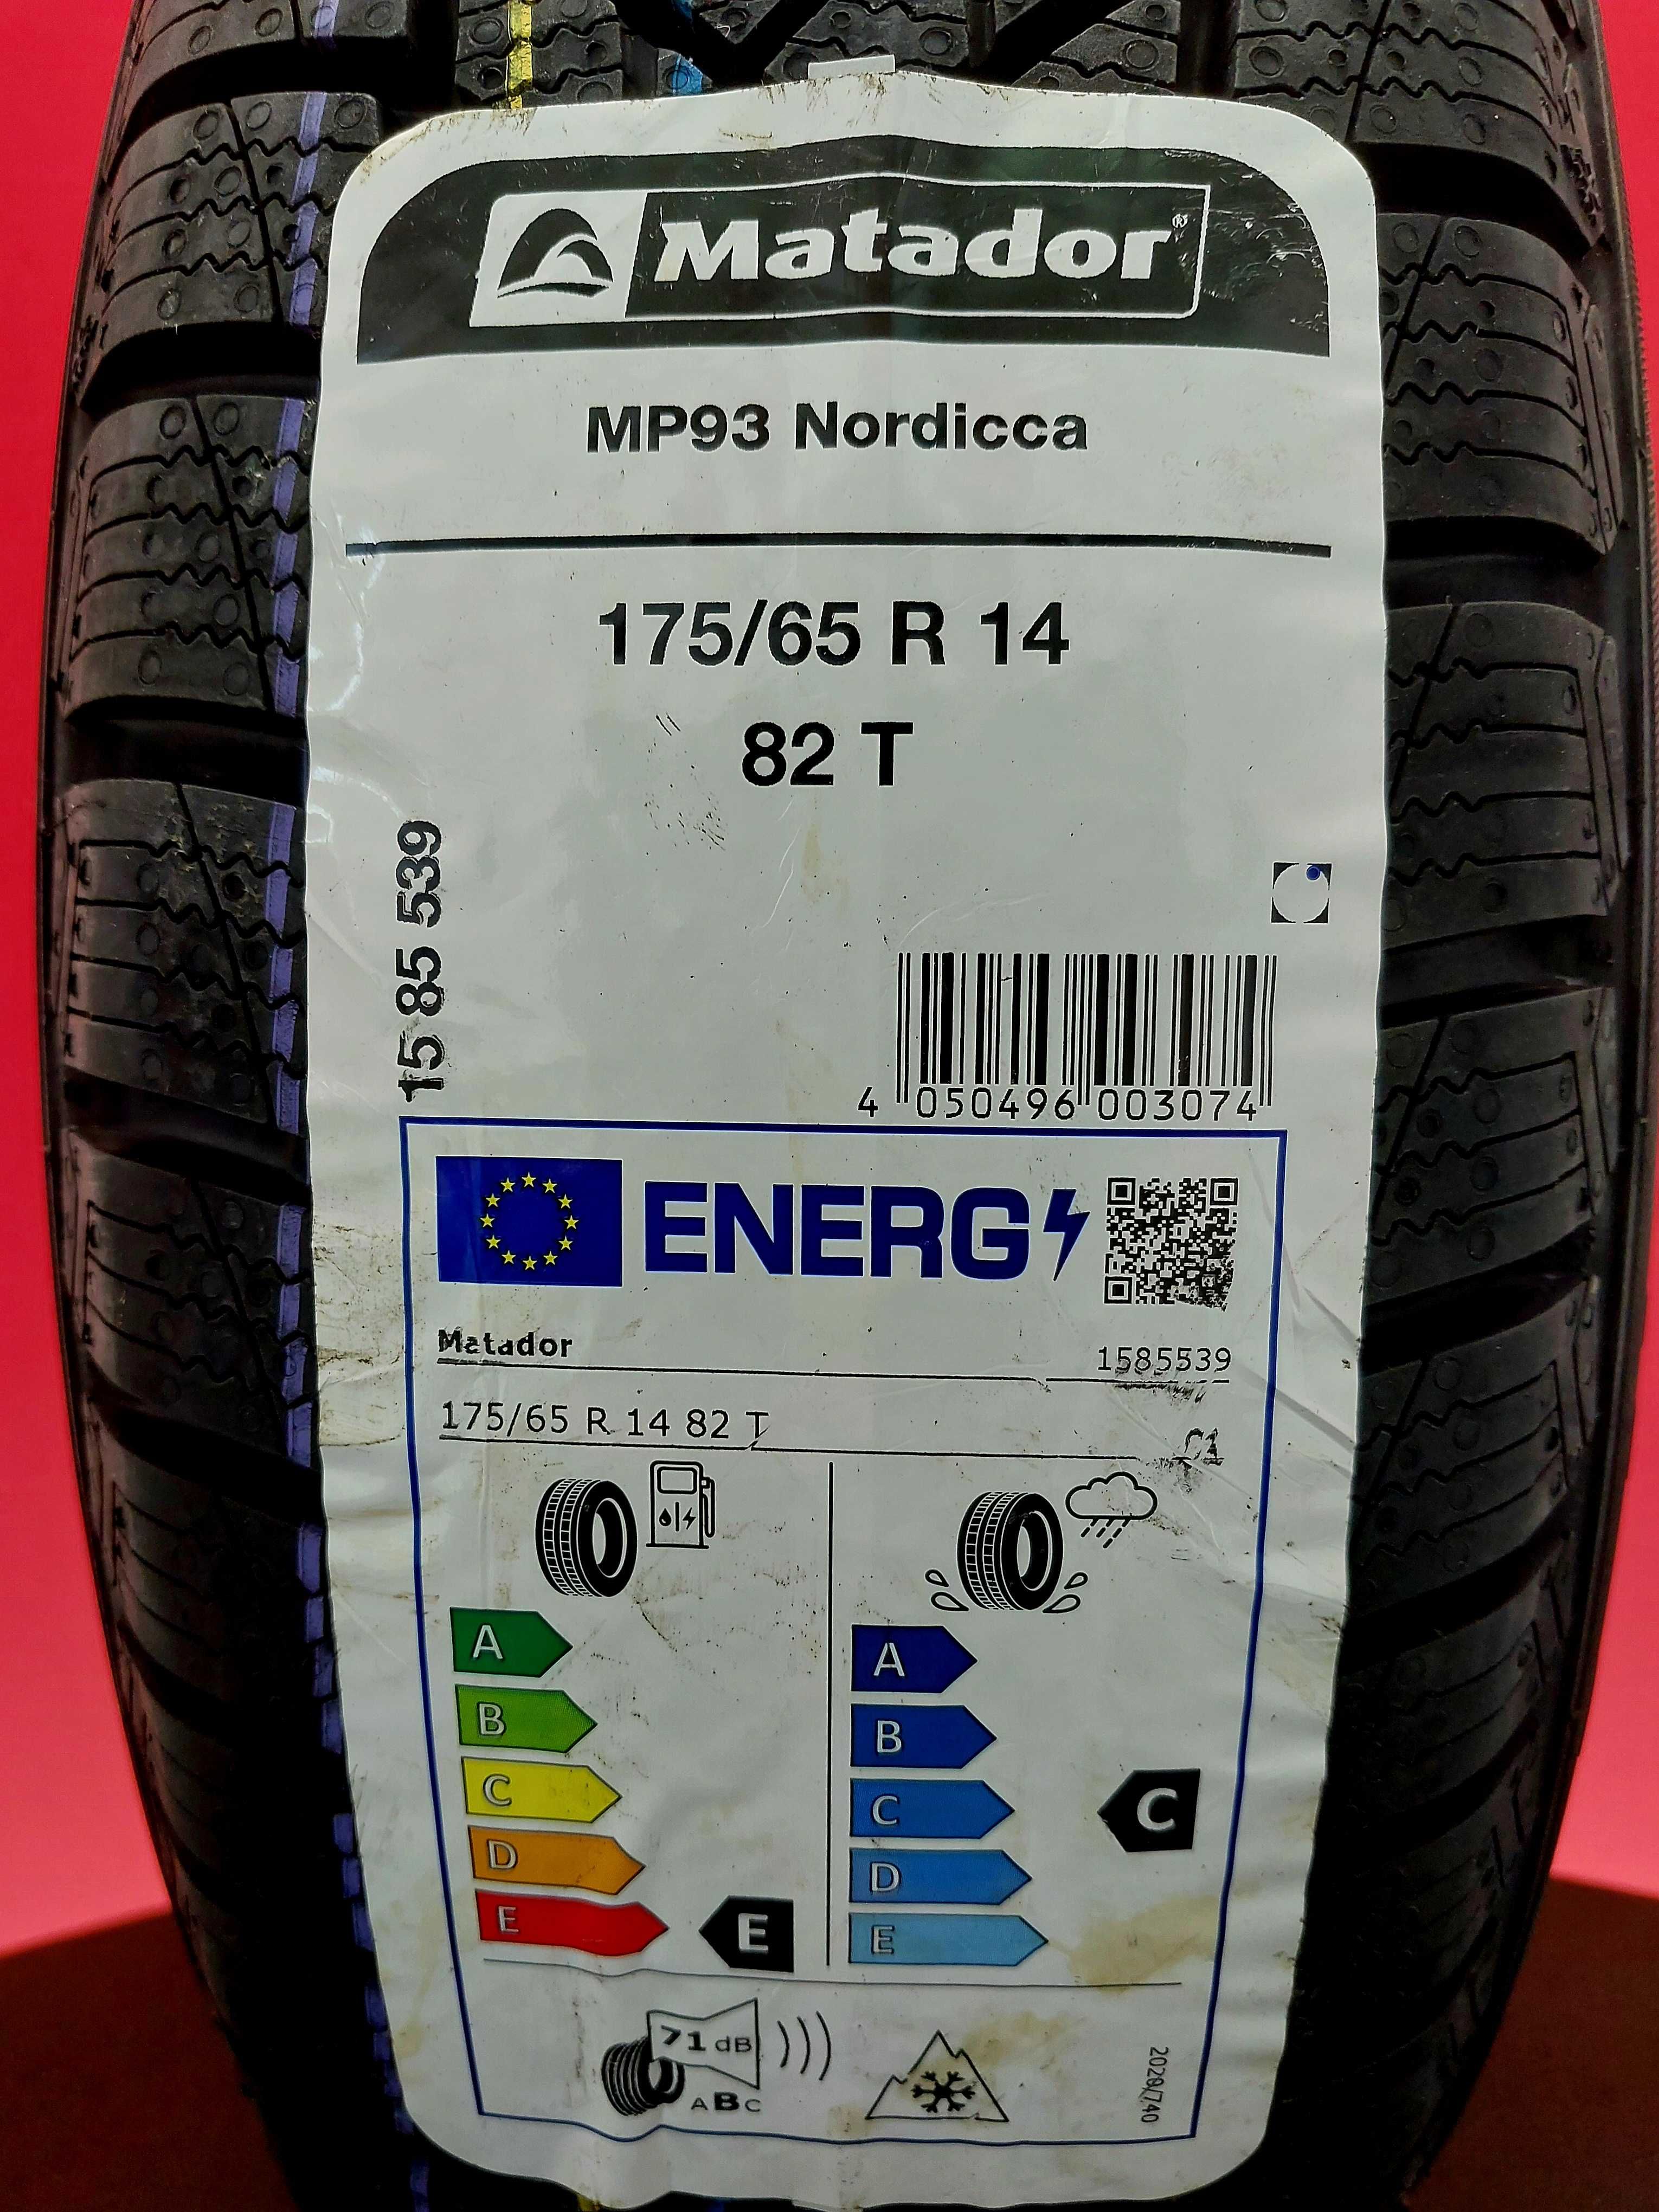 Matador®
MP93 Nordicca
175/65 R 14
82 T
15 85 539
4 050496 003074
ENERG
Matador
1585539
175/65 R 14 82 T
C1
A
B
C
D
E
E
A
B
C
D
E
C
71 dB
ABC
2020/740